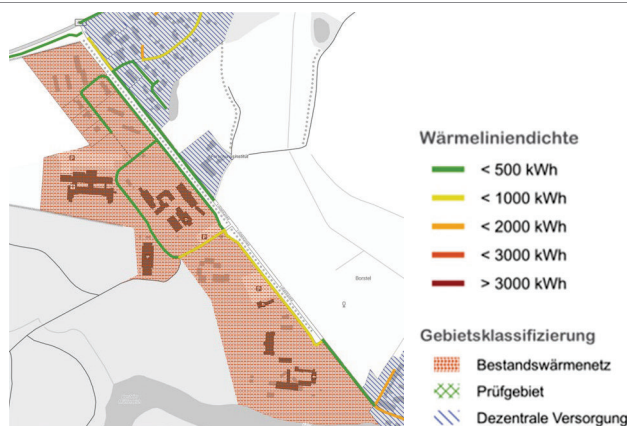 Wärmeliniendichte
< 500 kWh
< 1000 kWh
< 2000 kWh
< 3000 kWh
> 3000 kWh
Gebietsklassifizierung
Bestandswärmenetz
Prüfgebiet
Dezentrale Versorgung
P
P
P